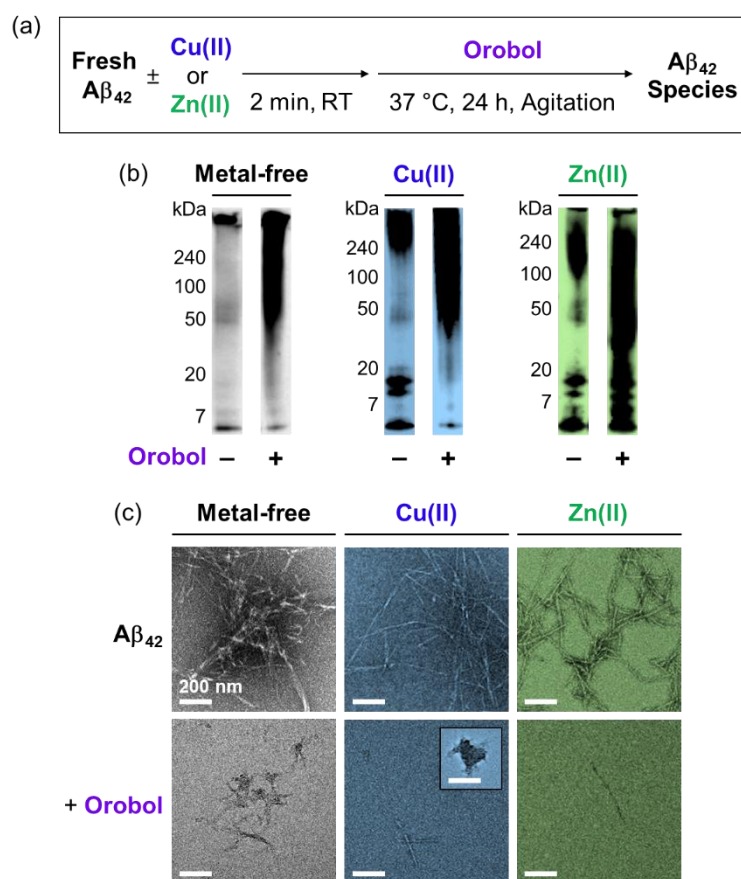 (a)
Fresh Aβ42 ± Cu(II) or Zn(II)
2 min, RT
Orobol
37 °C, 24 h, Agitation
Aβ42 Species
(b)
Metal-free Cu(II) Zn(II)
kDa kDa kDa
240 240 240
100 100 100
50 50 50
20 20 20
7 7 7
Orobol – + – + – +
(c)
Metal-free Cu(II) Zn(II)
Aβ42
200 nm
+ Orobol